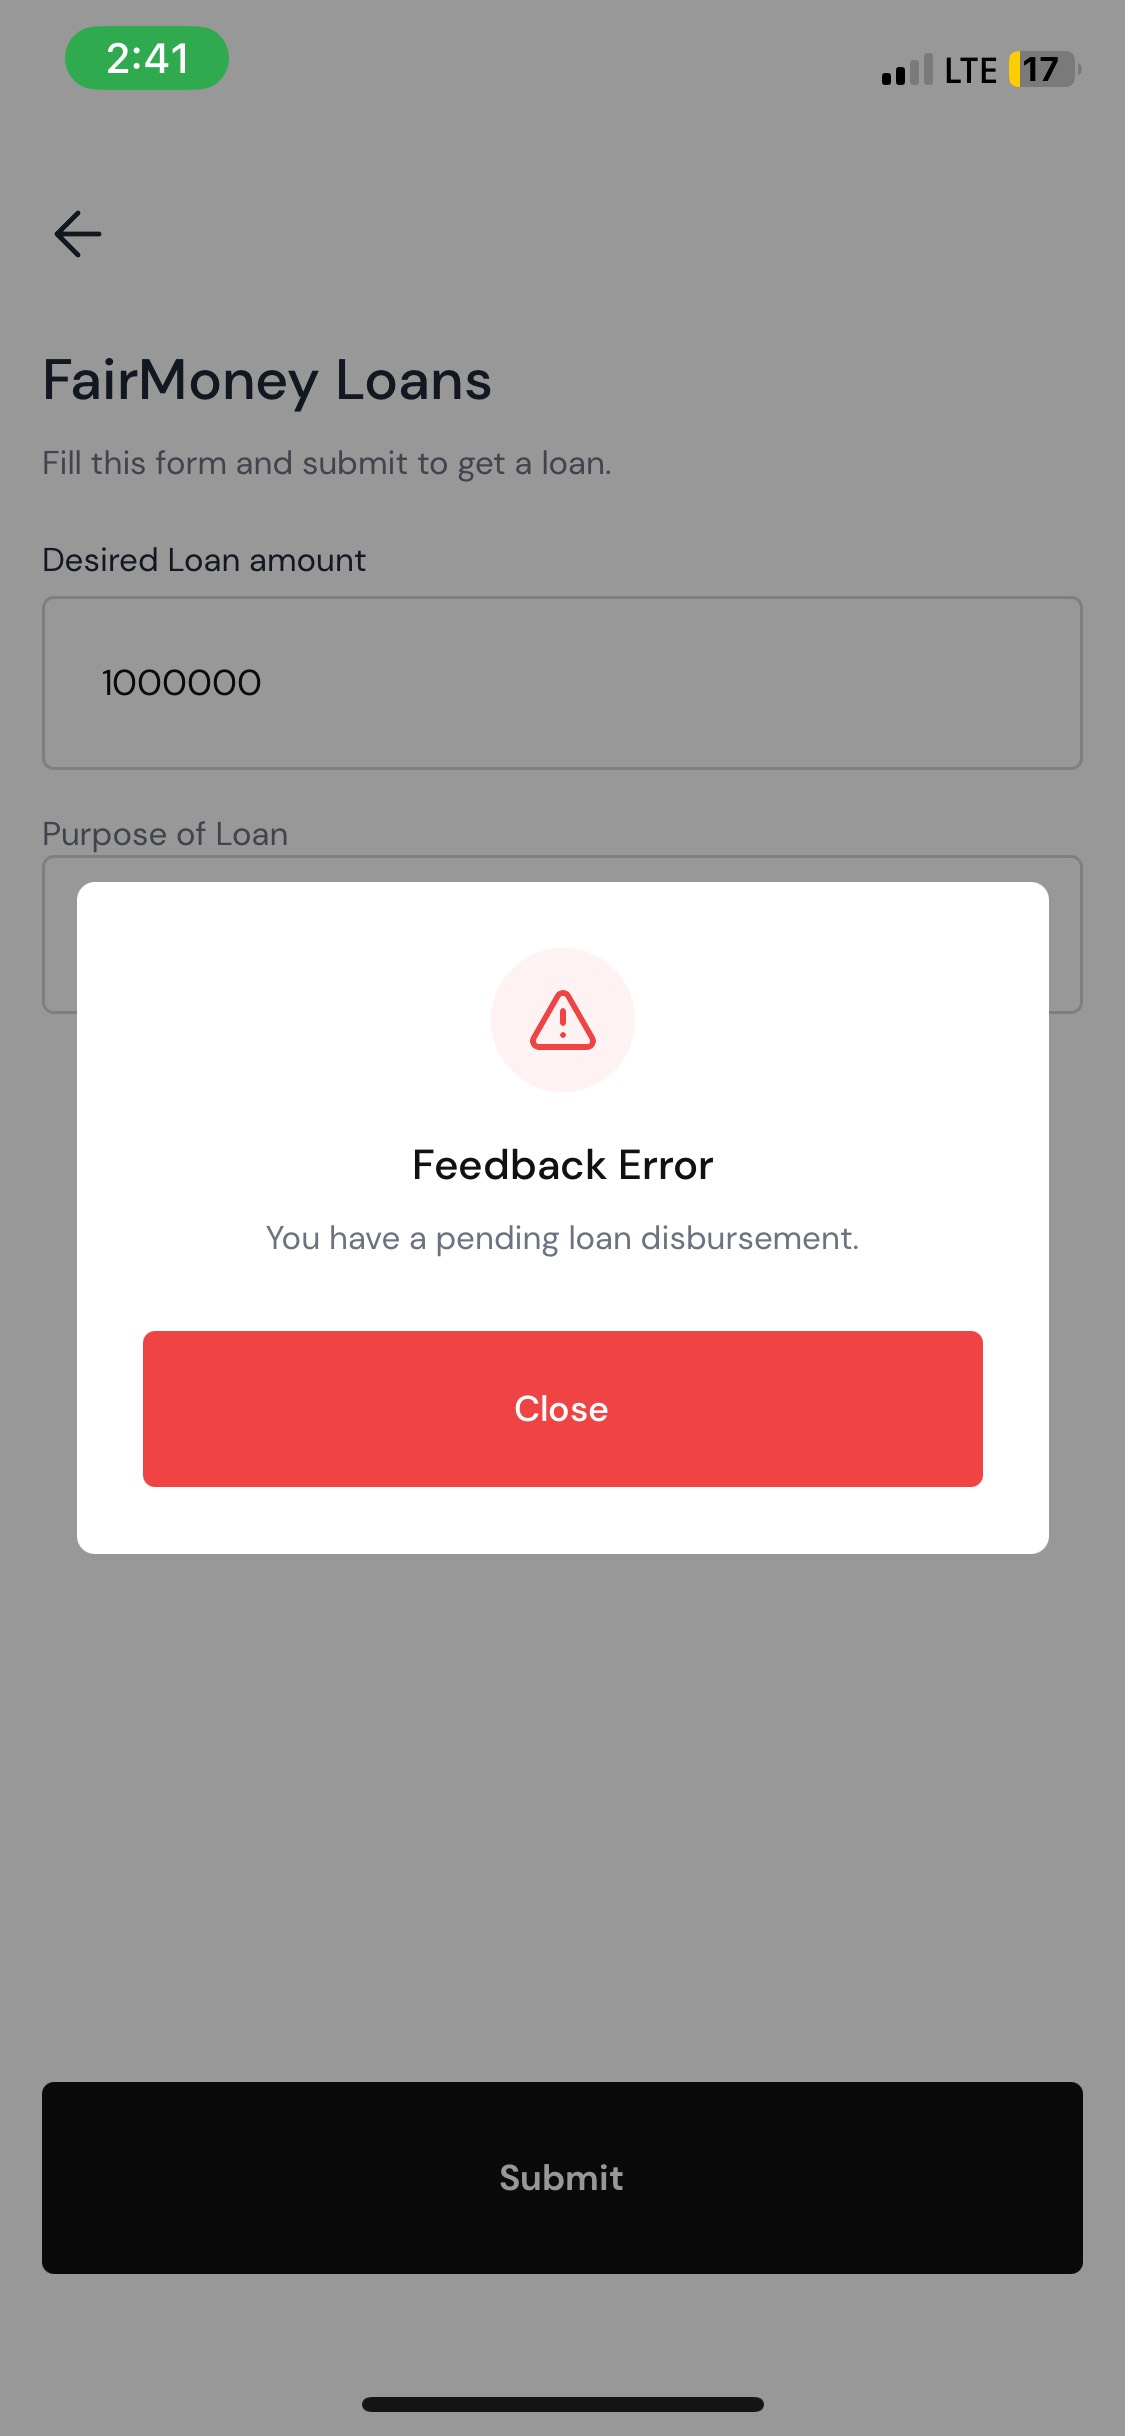 2:41
LTE 17
FairMoney Loans
Fill this form and submit to get a loan.
Desired Loan amount
1000000
Purpose of Loan
Feedback Error
You have a pending loan disbursement.
Close
Submit